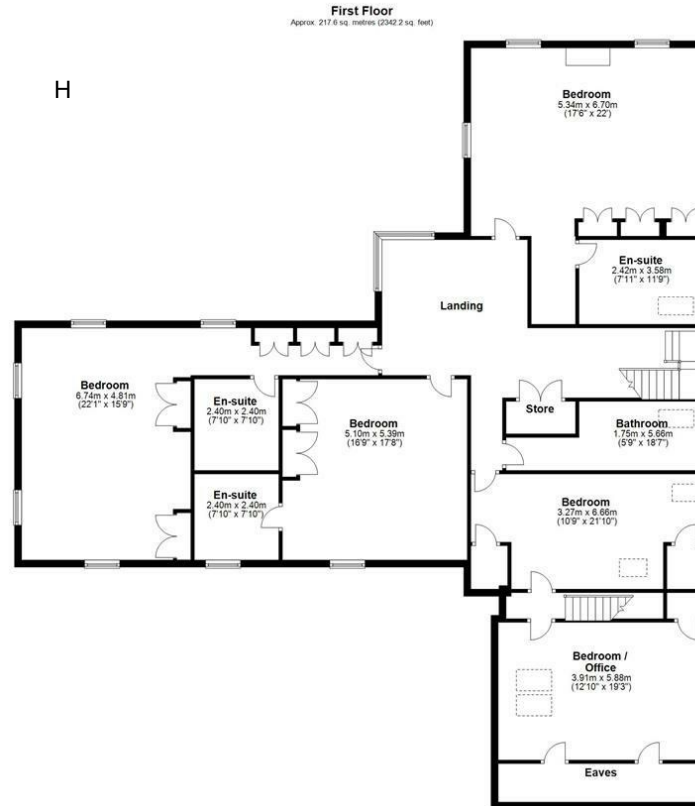 First Floor
Approx. 217.6 sq. metres (2342.2 sq. feet)
H
Bedroom
5.34m x 6.70m
(17'6" x 22')
En-suite
2.42m x 3.58m
(7'11" x 11'9")
Landing
Bedroom
6.74m x 4.81m
(22'1" x 15'9")
En-suite
2.40m x 2.40m
(7'10" x 7'10")
Bedroom
5.10m x 5.39m
(16'9" x 17'8")
Store
Bathroom
1.75m x 5.66m
(5'9" x 18'7")
En-suite
2.40m x 2.40m
(7'10" x 7'10")
Bedroom
3.27m x 6.66m
(10'9" x 21'10")
Bedroom /
Office
3.91m x 5.88m
(12'10" x 19'3")
Eaves